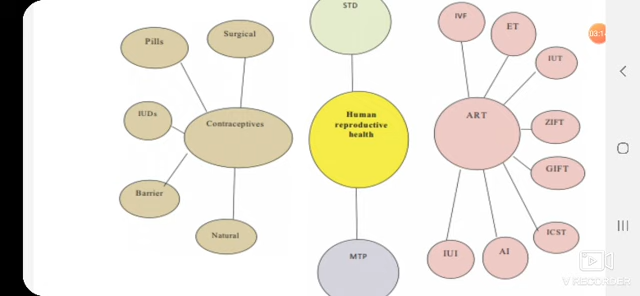 STD
IVF
ET
Pills
Surgical
IUT
IUDs
Contraceptives
Human
reproductive
health
ART
ZIFT
GIFT
Barrier
Natural
ICST
IUI
AI
MTP
V RECORDER